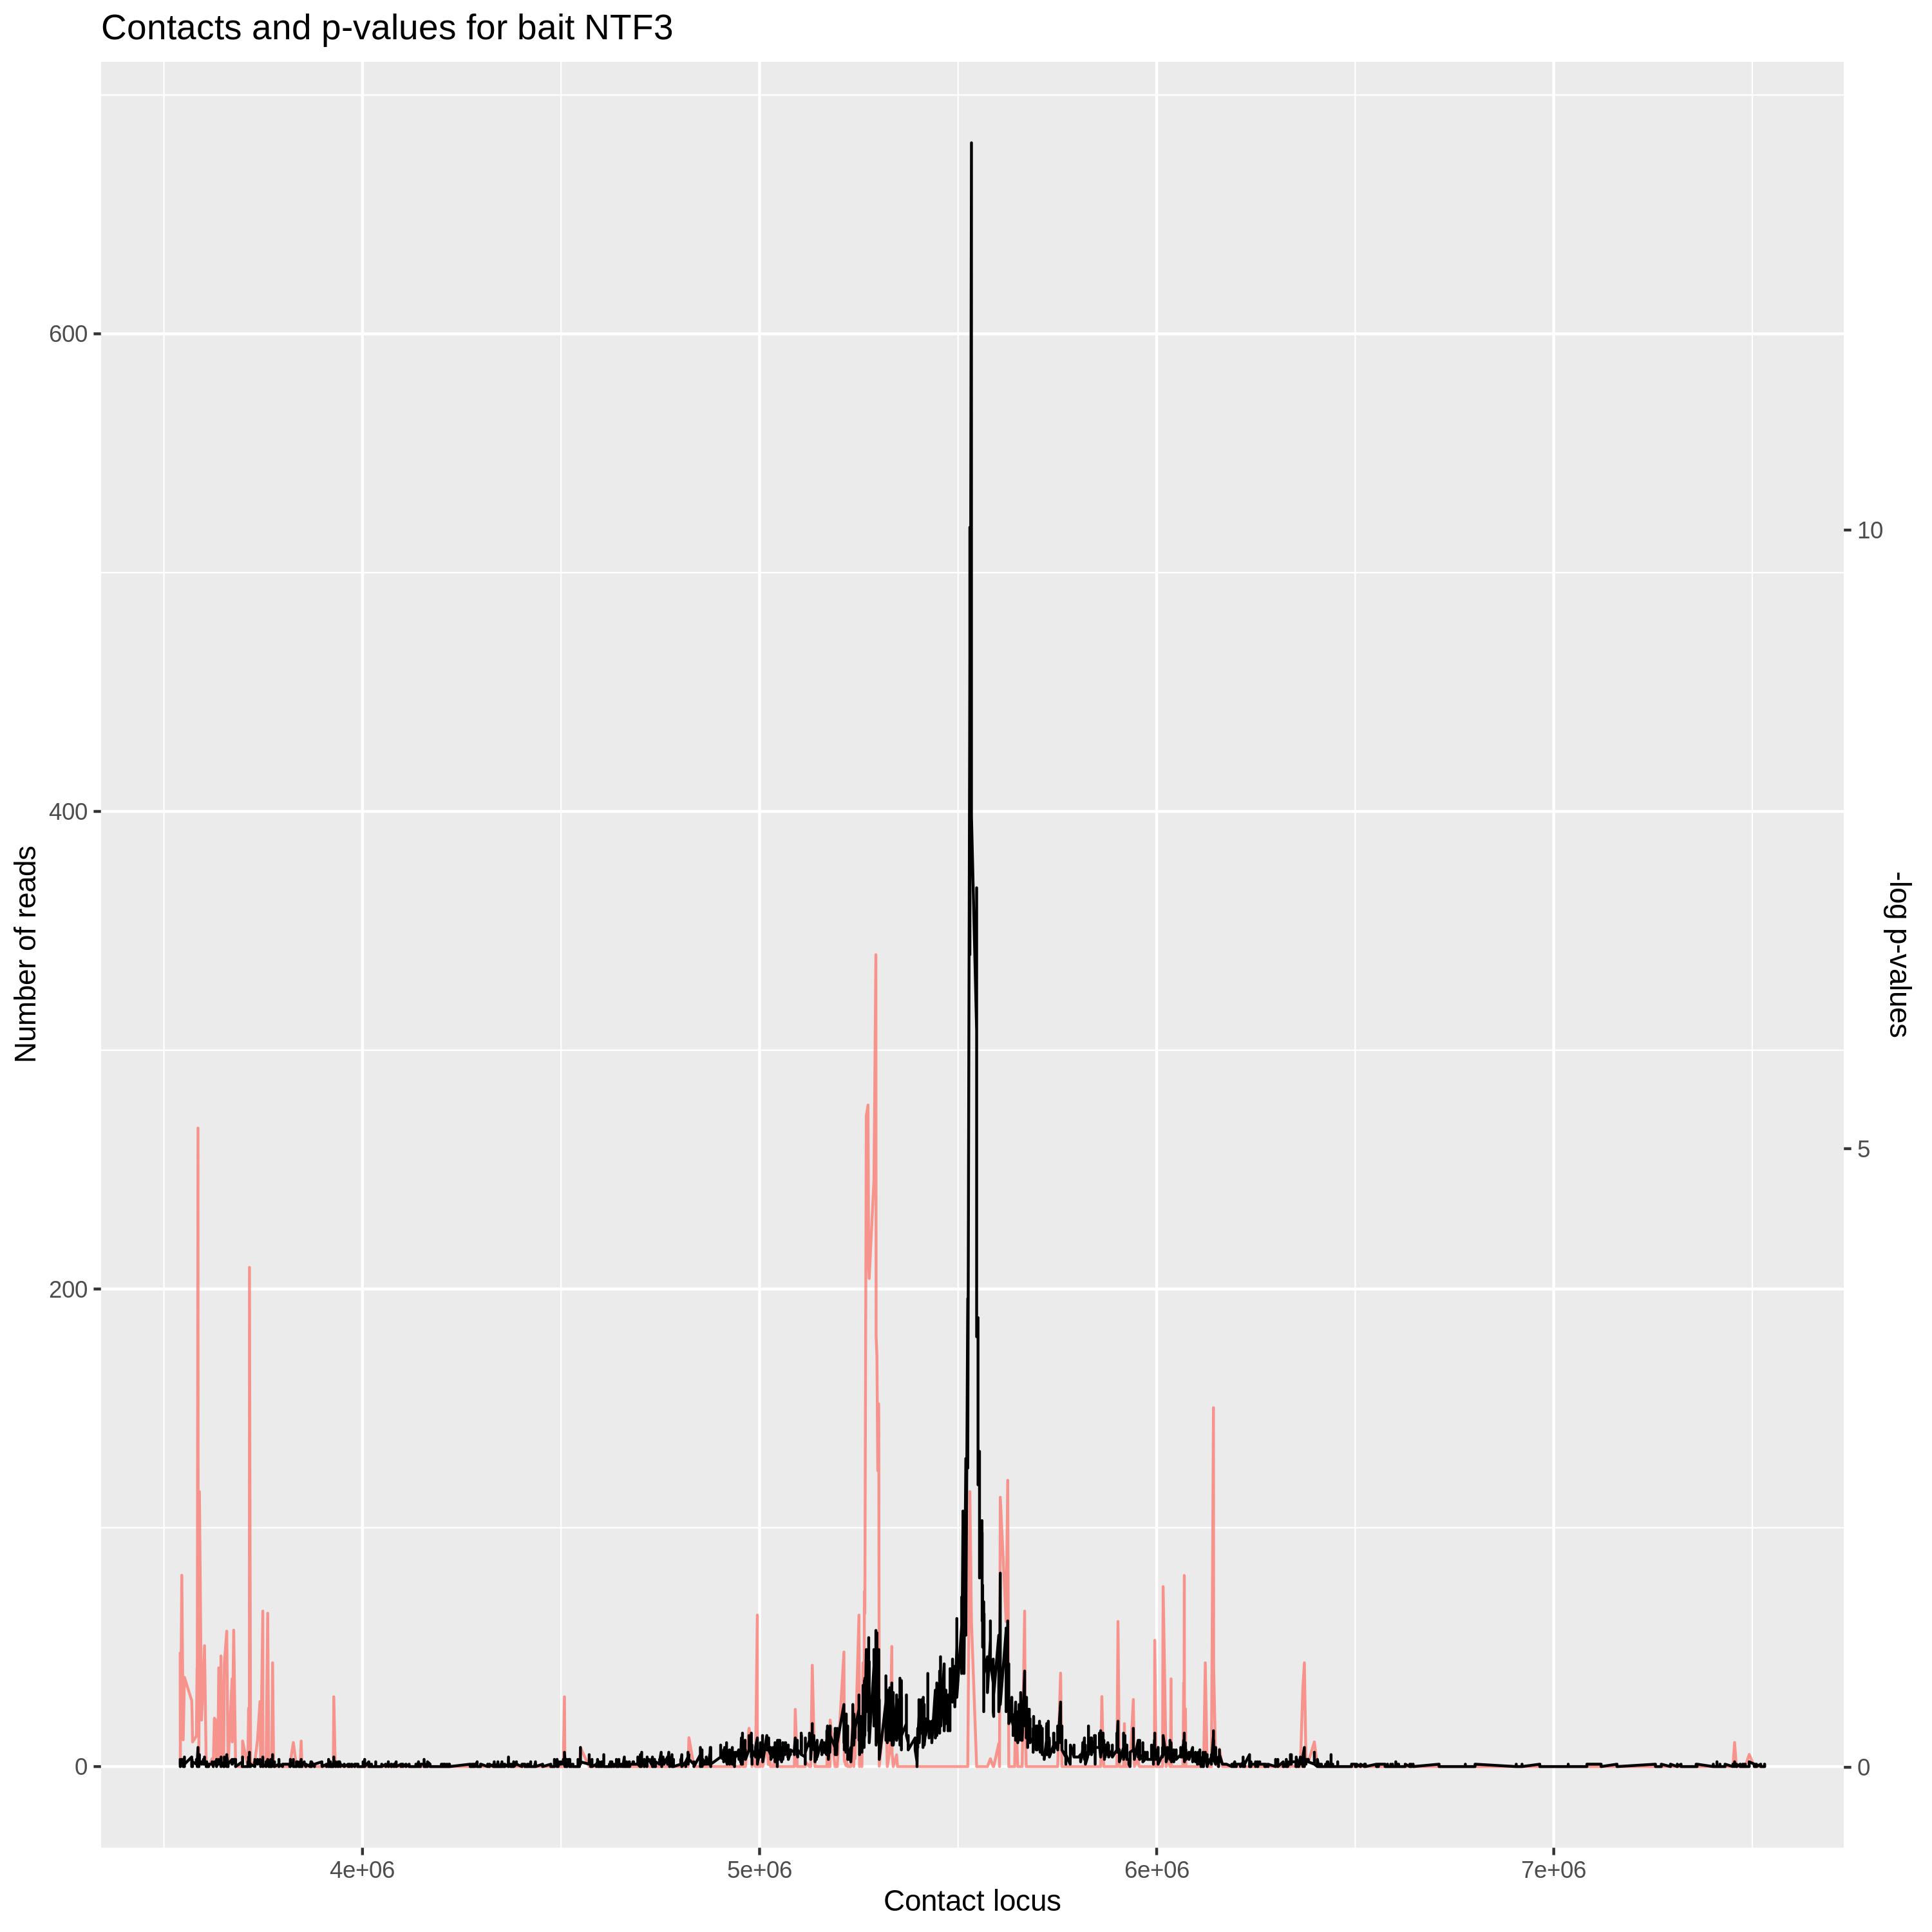 Contacts and p-values for bait NTF3
600
400
200
0
10
5
0
Number of reads
-log p-values
4e+06
5e+06
6e+06
7e+06
Contact locus